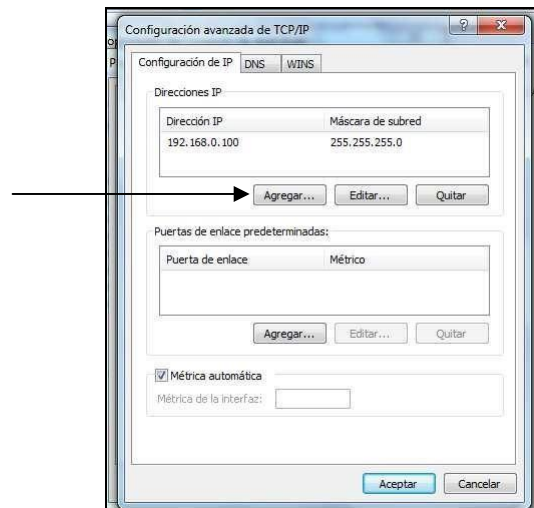 Configuración avanzada de TCP/IP
Configuración de IP DNS WINS
Direcciones IP
Dirección IP Máscara de subred
192.168.0.100 255.255.255.0
Agregar... Editar... Quitar
Puertas de enlace predeterminadas:
Puerta de enlace Métrico
Agregar... Editar... Quitar
Métrica automática
Métrica de la interfaz:
Aceptar Cancelar